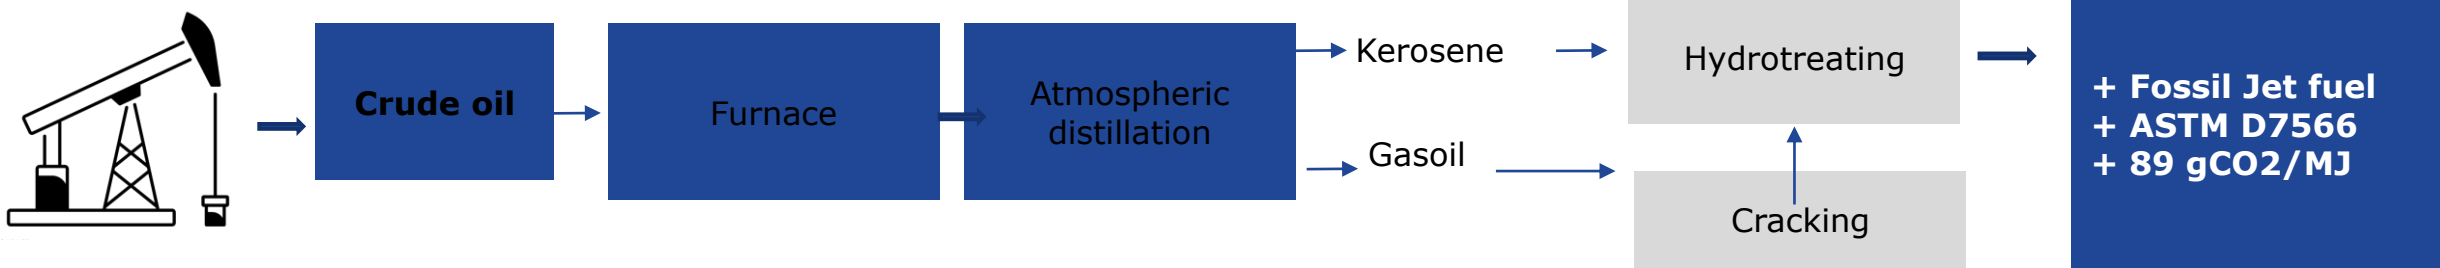 Crude oil
Furnace
Atmospheric
distillation
Kerosene
Gasoil
Hydrotreating
Cracking
+ Fossil Jet fuel
+ ASTM D7566
+ 89 gCO2/MJ